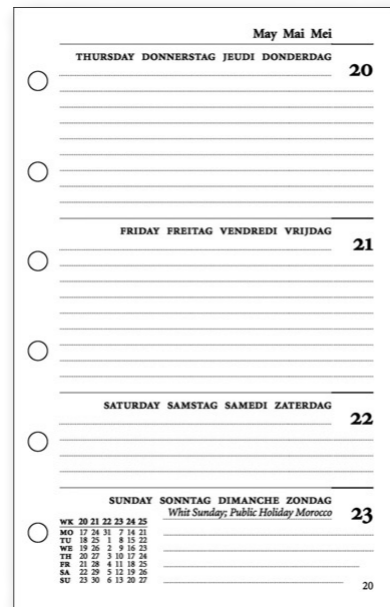 May Mai Mei
THURSDAY DONNERSTAG JEUDI DONDERDAG
20
FRIDAY FREITAG VENDREDI VRIJDAG
21
SATURDAY SAMSTAG SAMEDI ZATERDAG
22
SUNDAY SONNTAG DIMANCHE ZONDAG
Whit Sunday; Public Holiday Morocco
23
WK 20 21 22 23 24 25
MO 17 24 31 7 14 21
TU 18 25 1 8 15 22
WE 19 26 2 9 16 23
TH 20 27 3 10 17 24
FR 21 28 4 11 18 25
SA 22 29 5 12 19 26
SU 23 30 6 13 20 27
20